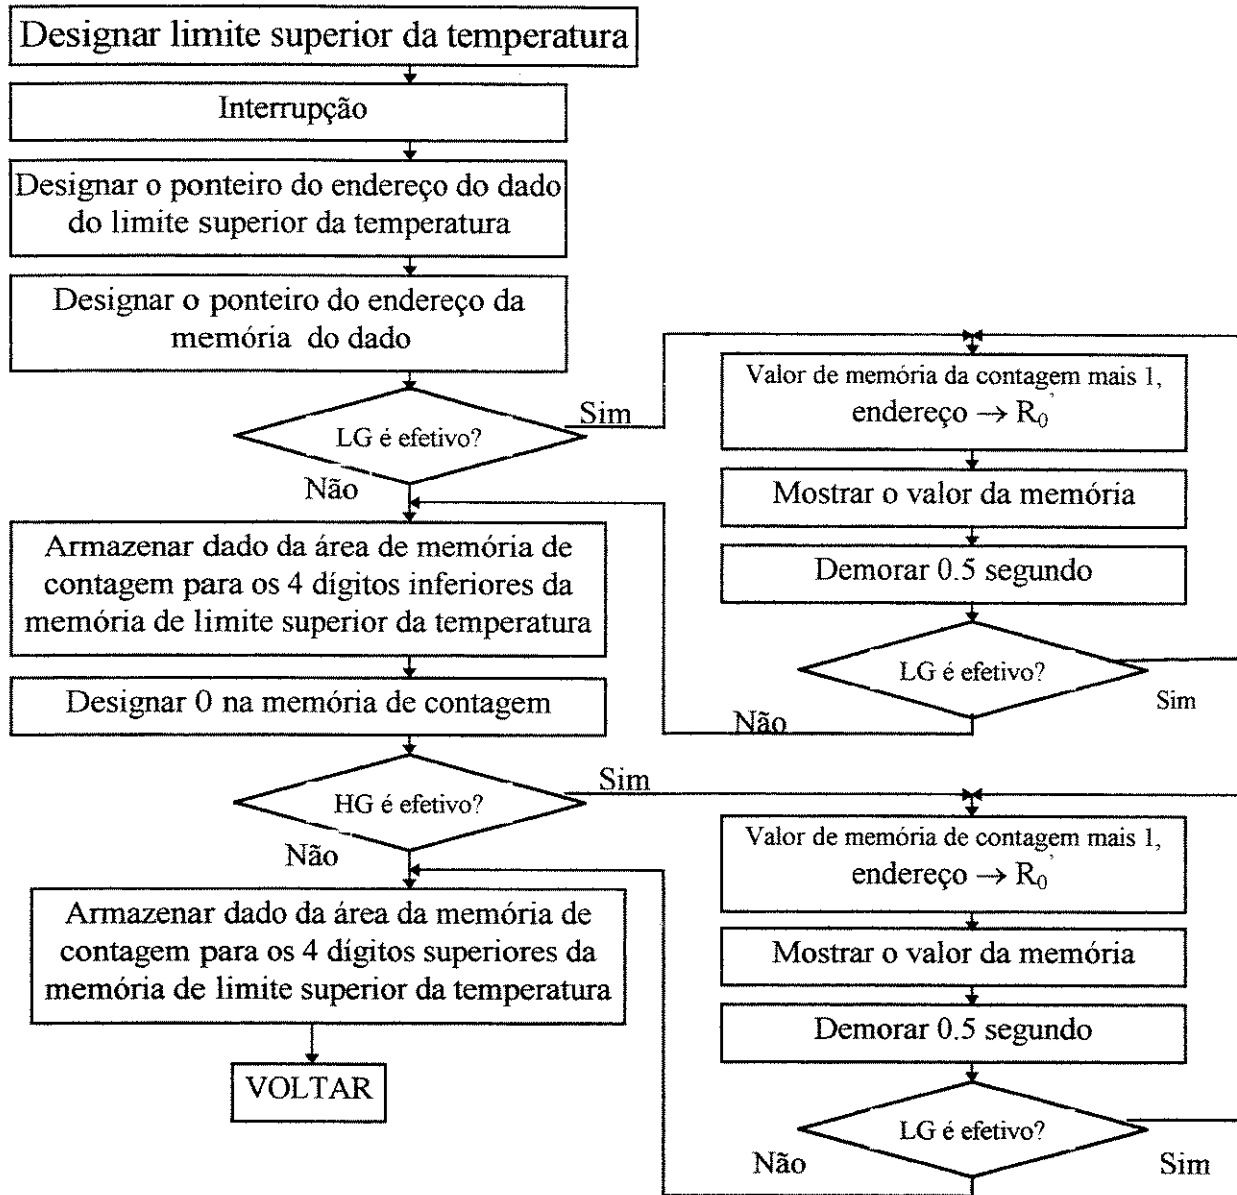 Designar limite superior da temperatura
Interrupção
Designar o ponteiro do endereço do dado
do limite superior da temperatura
Designar o ponteiro do endereço da
memória do dado
LG é efetivo?
Sim
Não
Valor de memória da contagem mais 1,
endereço → R₀'
Mostrar o valor da memória
Demorar 0.5 segundo
LG é efetivo?
Sim
Não
Armazenar dado da área de memória de
contagem para os 4 dígitos inferiores da
memória de limite superior da temperatura
Designar 0 na memória de contagem
HG é efetivo?
Sim
Não
Valor de memória de contagem mais 1,
endereço → R₀'
Mostrar o valor da memória
Demorar 0.5 segundo
LG é efetivo?
Não
Sim
Armazenar dado da área da memória de
contagem para os 4 dígitos superiores da
memória de limite superior da temperatura
VOLTAR